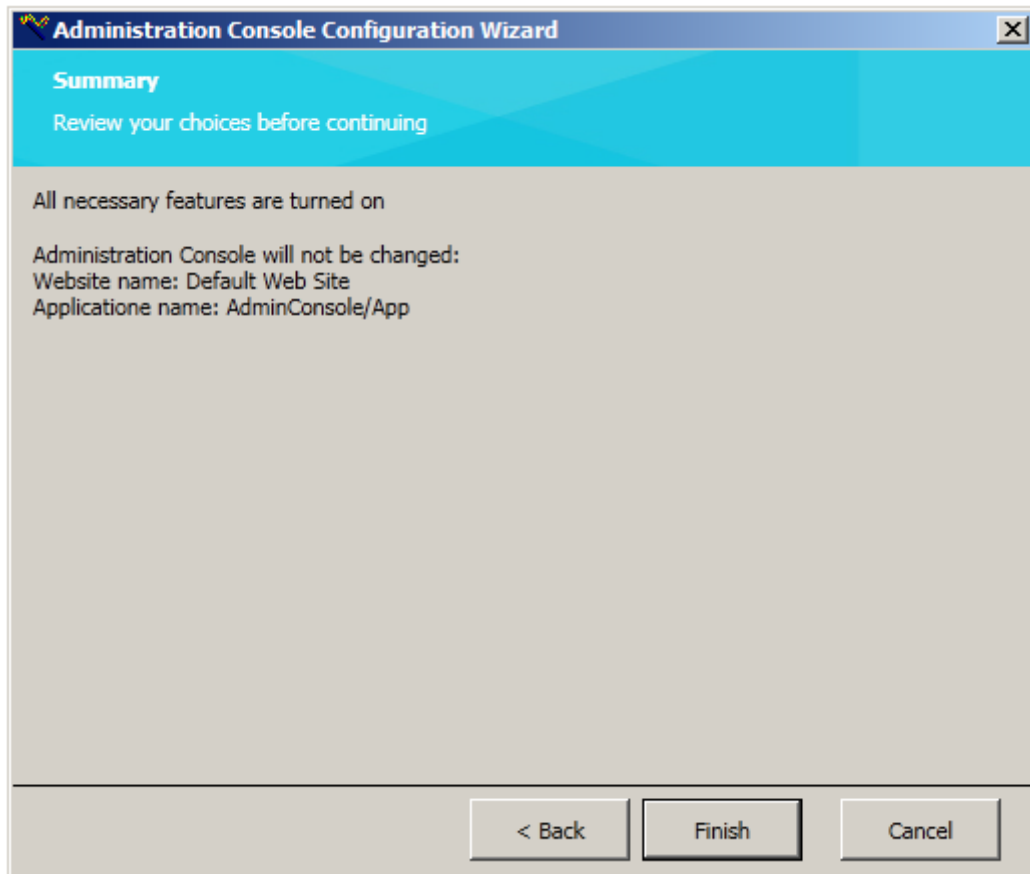 Administration Console Configuration Wizard
Summary
Review your choices before continuing
All necessary features are turned on
Administration Console will not be changed:
Website name: Default Web Site
Applicatione name: AdminConsole/App
< Back
Finish
Cancel